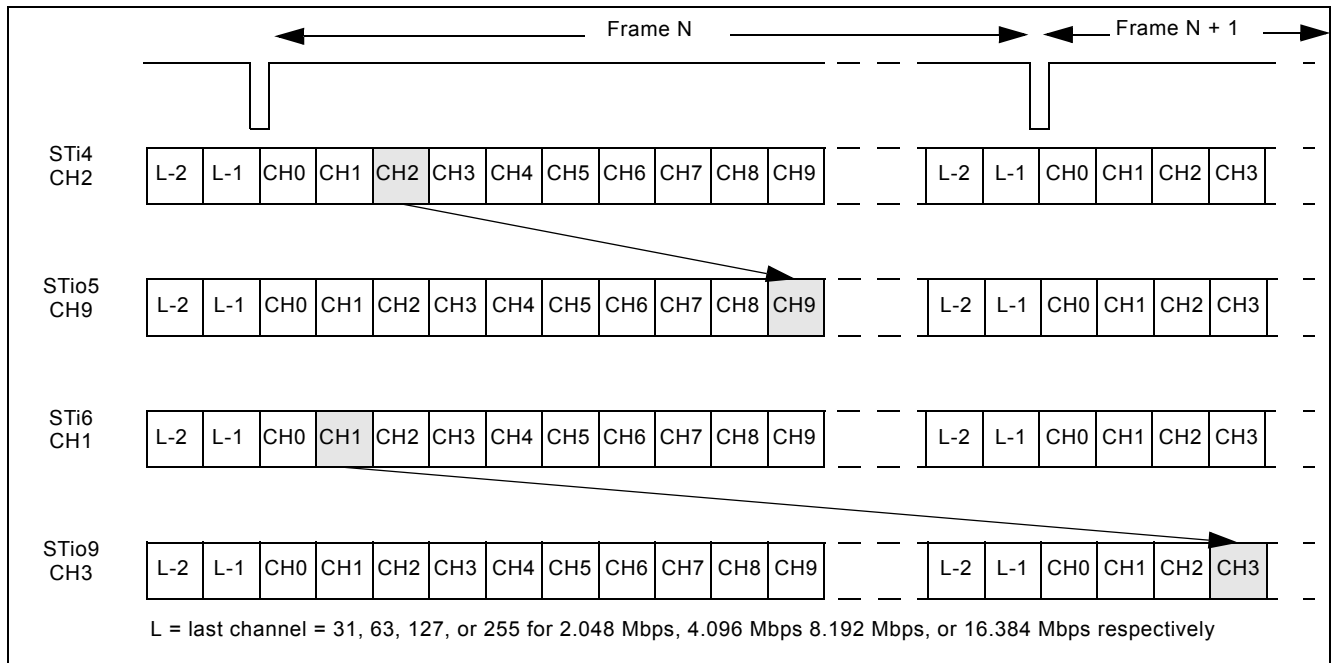 Frame N Frame N + 1
STi4
CH2
L-2 L-1 CH0 CH1 CH2 CH3 CH4 CH5 CH6 CH7 CH8 CH9 L-2 L-1 CH0 CH1 CH2 CH3
STio5
CH9
L-2 L-1 CH0 CH1 CH2 CH3 CH4 CH5 CH6 CH7 CH8 CH9 L-2 L-1 CH0 CH1 CH2 CH3
STi6
CH1
L-2 L-1 CH0 CH1 CH2 CH3 CH4 CH5 CH6 CH7 CH8 CH9 L-2 L-1 CH0 CH1 CH2 CH3
STio9
CH3
L-2 L-1 CH0 CH1 CH2 CH3 CH4 CH5 CH6 CH7 CH8 CH9 L-2 L-1 CH0 CH1 CH2 CH3
L = last channel = 31, 63, 127, or 255 for 2.048 Mbps, 4.096 Mbps 8.192 Mbps, or 16.384 Mbps respectively